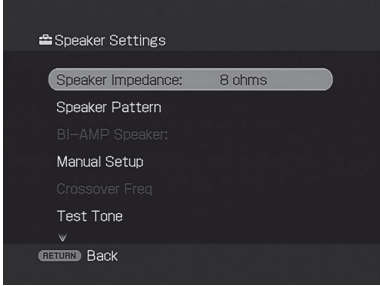 Speaker Settings
Speaker Impedance: 8 ohms
Speaker Pattern
BI-AMP Speaker:
Manual Setup
Crossover Freq
Test Tone
RETURN Back